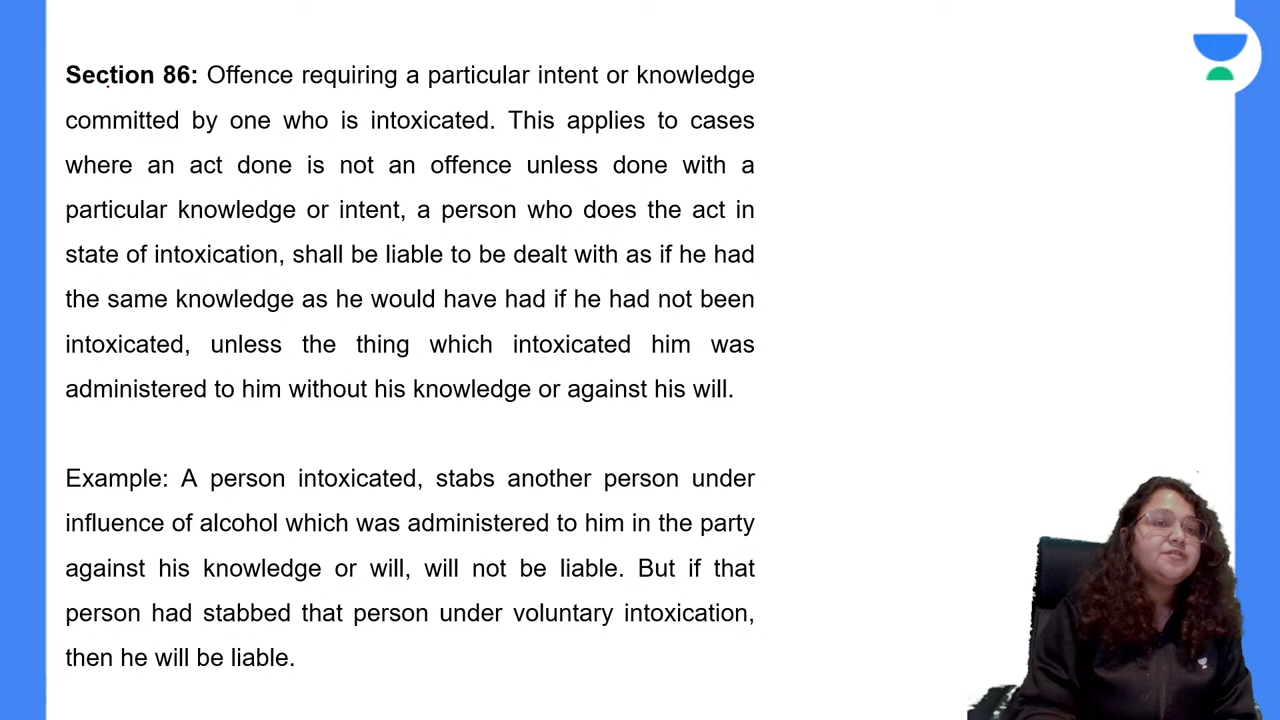 Section 86: Offence requiring a particular intent or knowledge
committed by one who is intoxicated. This applies to cases
where an act done is not an offence unless done with a
particular knowledge or intent, a person who does the act in
state of intoxication, shall be liable to be dealt with as if he had
the same knowledge as he would have had if he had not been
intoxicated, unless the thing which intoxicated him was
administered to him without his knowledge or against his will.
Example: A person intoxicated, stabs another person under
influence of alcohol which was administered to him in the party
against his knowledge or will, will not be liable. But if that
person had stabbed that person under voluntary intoxication,
then he will be liable.